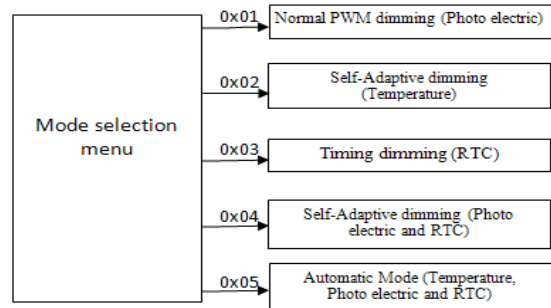 Mode selection
menu
0x01
Normal PWM dimming (Photo electric)
0x02
Self-Adaptive dimming
(Temperature)
0x03
Timing dimming (RTC)
0x04
Self-Adaptive dimming (Photo
electric and RTC)
0x05
Automatic Mode (Temperature,
Photo electric and RTC)